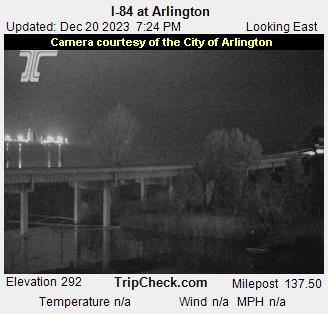 I-84 at Arlington
Updated: Dec 20 2023 7:24 PM Looking East
Camera courtesy of the City of Arlington
Elevation 292 TripCheck.com Milepost 137.50
Temperature n/a Wind n/a MPH n/a